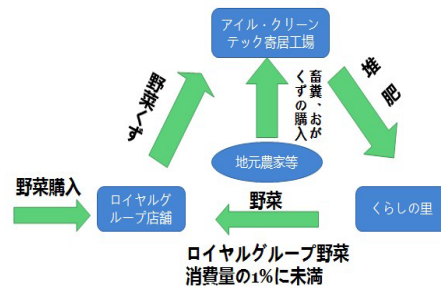 アイル・クリーン
テック寄居工場
野菜くず
畜糞、おが
くずの購入
堆肥
地元農家等
野菜購入
ロイヤルグ
ループ店舗
野菜
くらしの里
ロイヤルグループ野菜
消費量の1%に未満